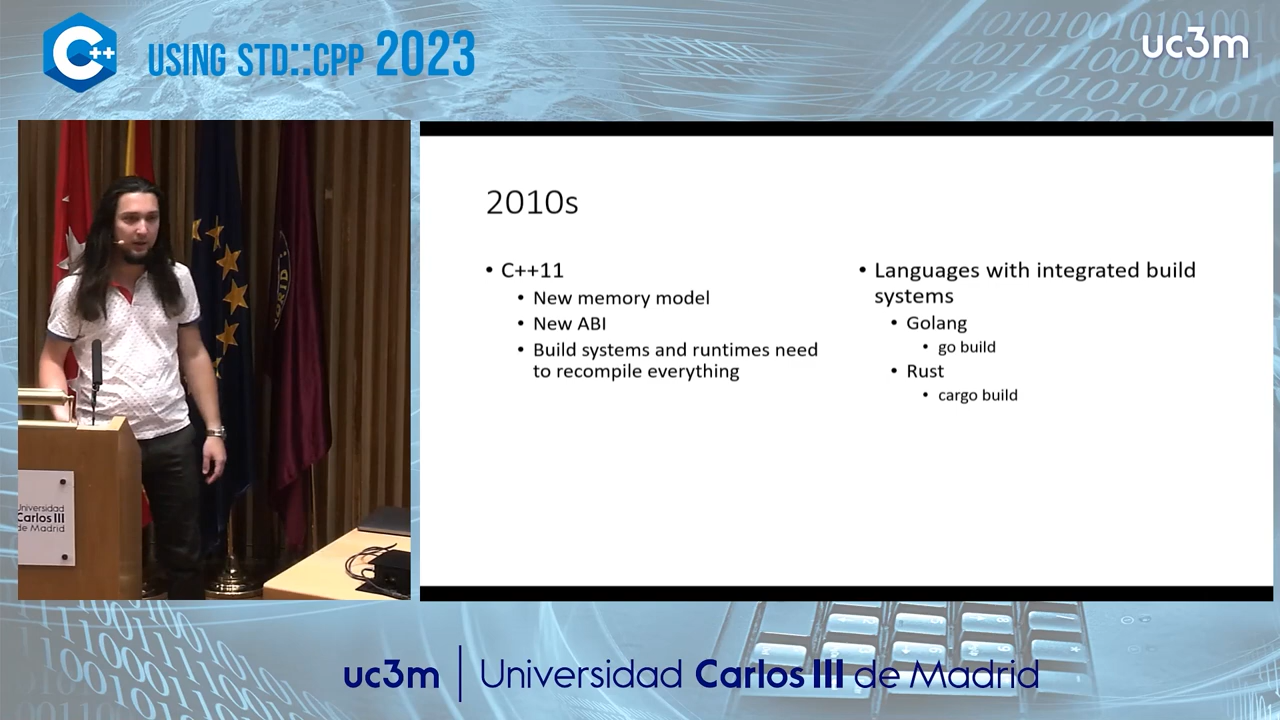 C++
USING STD::CPP 2023
uc3m
2010s
• C++11
• New memory model
• New ABI
• Build systems and runtimes need
to recompile everything
• Languages with integrated build
systems
• Golang
• go build
• Rust
• cargo build
Universidad
Carlos III
de Madrid
uc3m | Universidad Carlos III de Madrid